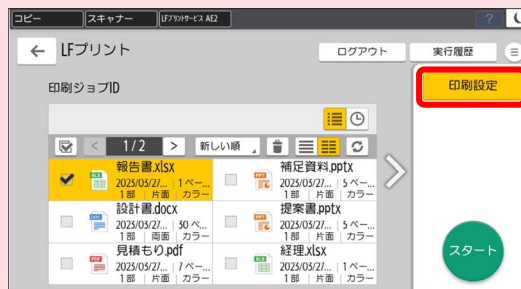 コピー
スキャナー
LFプリントサービス AE2
?
LFプリント
ログアウト
実行履歴
印刷ジョブID
印刷設定
1/2
新しい順
報告書.xlsx
2023/03/27... 1ペー...
1部 片面 カラー
補足資料.pptx
2023/03/27... 5ペー...
1部 片面 カラー
設計書.docx
2023/03/27... 30ペ...
1部 両面 カラー
提案書.pptx
2023/03/27... 5ペー...
1部 片面 カラー
見積もり.pdf
2023/03/27... 7ペー...
1部 片面 カラー
経理.xlsx
2023/03/27... 1ペー...
1部 片面 カラー
スタート